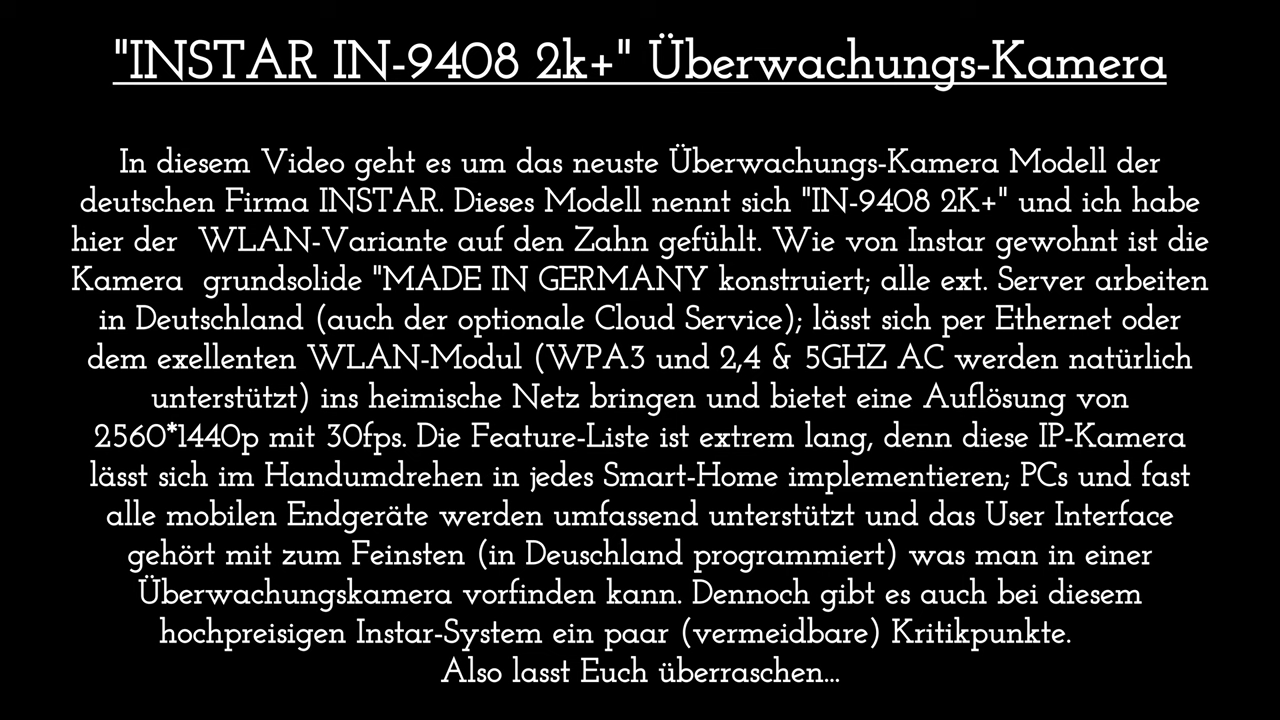 "INSTAR IN-9408 2k+" Überwachungs-Kamera
In diesem Video geht es um das neuste Überwachungs-Kamera Modell der
deutschen Firma INSTAR. Dieses Modell nennt sich "IN-9408 2K+" und ich habe
hier der  WLAN-Variante auf den Zahn gefühlt. Wie von Instar gewohnt ist die
Kamera  grundsolide "MADE IN GERMANY konstruiert; alle ext. Server arbeiten
in Deutschland (auch der optionale Cloud Service); lässt sich per Ethernet oder
dem exellenten WLAN-Modul (WPA3 und 2,4 & 5GHZ AC werden natürlich
unterstützt) ins heimische Netz bringen und bietet eine Auflösung von
2560*1440p mit 30fps. Die Feature-Liste ist extrem lang, denn diese IP-Kamera
lässt sich im Handumdrehen in jedes Smart-Home implementieren; PCs und fast
alle mobilen Endgeräte werden umfassend unterstützt und das User Interface
gehört mit zum Feinsten (in Deuschland programmiert) was man in einer
Überwachungskamera vorfinden kann. Dennoch gibt es auch bei diesem
hochpreisigen Instar-System ein paar (vermeidbare) Kritikpunkte.
Also lasst Euch überraschen...